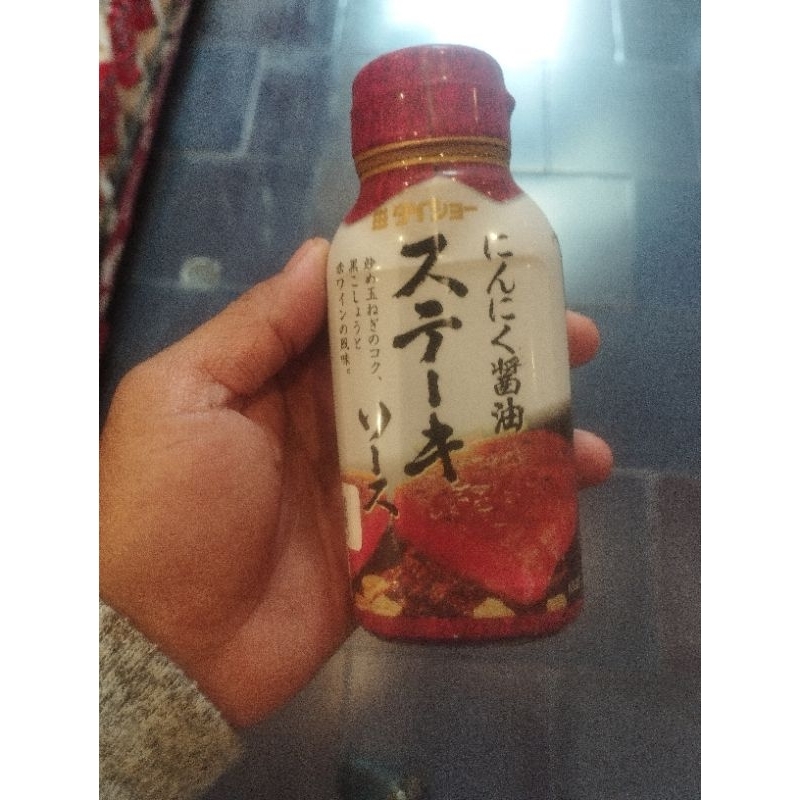 ダイショー
にんにく醤油
ステーキ
ソース
炒め玉ねぎのコク、
黒こしょうと
赤ワインの風味。